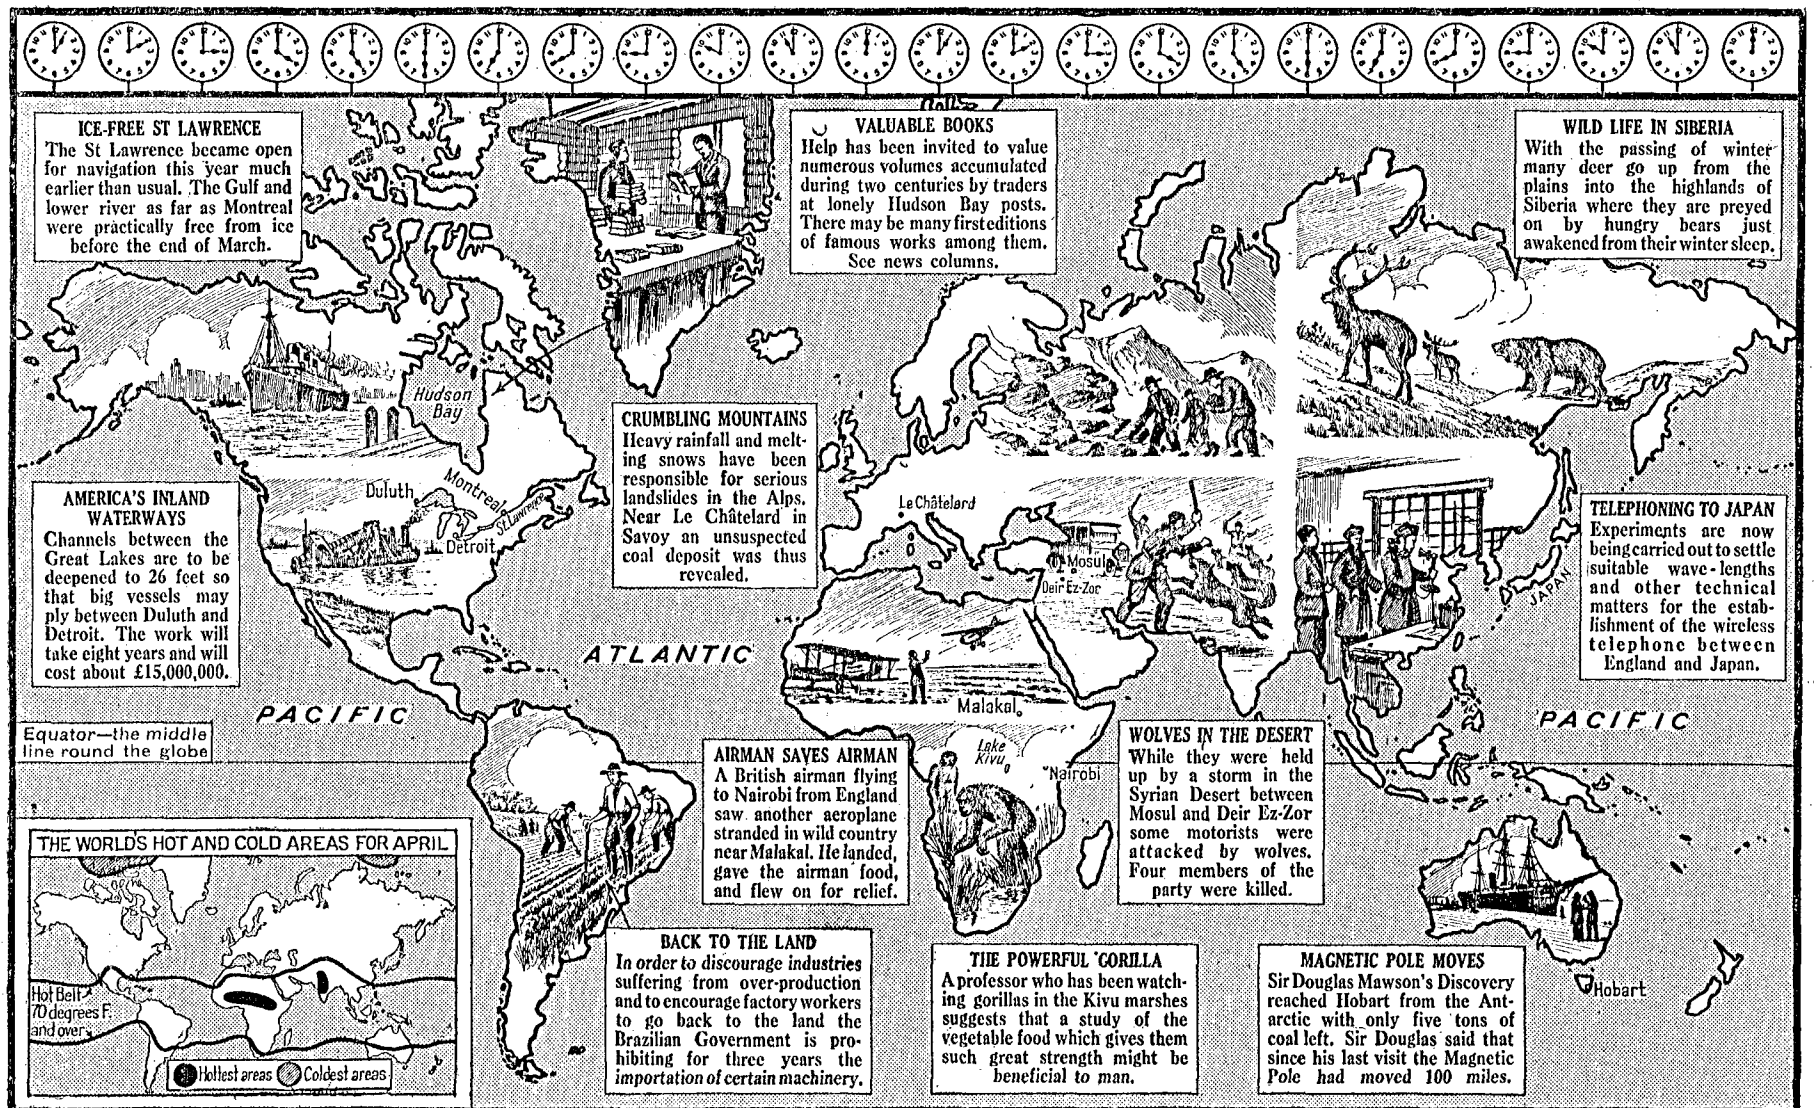 ICE-FREE ST LAWRENCE
The St Lawrence became open
for navigation this year much
earlier than usual. The Gulf and
lower river as far as Montreal
were practically free from ice
before the end of March.
VALUABLE BOOKS
Help has been invited to value
numerous volumes accumulated
during two centuries by traders
at lonely Hudson Bay posts.
There may be many first editions
of famous works among them.
See news columns.
WILD LIFE IN SIBERIA
With the passing of winter
many deer go up from the
plains into the highlands of
Siberia where they are preyed
on by hungry bears just
awakened from their winter sleep.
Hudson
Bay
CRUMBLING MOUNTAINS
Heavy rainfall and melt-
ing snows have been
responsible for serious
landslides in the Alps.
Near Le Châtelard in
Savoy an unsuspected
coal deposit was thus
revealed.
AMERICA'S INLAND
WATERWAYS
Channels between the
Great Lakes are to be
deepened to 26 feet so
that big vessels may
ply between Duluth and
Detroit. The work will
take eight years and will
cost about £15,000,000.
Duluth
Montreal
St. Lawrence
Detroit
Le Châtelard
Mosul
Deir Ez-Zor
JAPAN
TELEPHONING TO JAPAN
Experiments are now
being carried out to settle
suitable wave-lengths
and other technical
matters for the estab-
lishment of the wireless
telephone between
England and Japan.
ATLANTIC
PACIFIC
PACIFIC
Equator—the middle
line round the globe
Malakal
Lake
Kivu
Nairobi
AIRMAN SAVES AIRMAN
A British airman flying
to Nairobi from England
saw another aeroplane
stranded in wild country
near Malakal. He landed,
gave the airman food,
and flew on for relief.
WOLVES IN THE DESERT
While they were held
up by a storm in the
Syrian Desert between
Mosul and Deir Ez-Zor
some motorists were
attacked by wolves.
Four members of the
party were killed.
THE WORLD'S HOT AND COLD AREAS FOR APRIL
Hot Belt
70 degrees F.
and over
Hottest areas
Coldest areas
BACK TO THE LAND
In order to discourage industries
suffering from over-production
and to encourage factory workers
to go back to the land the
Brazilian Government is pro-
hibiting for three years the
importation of certain machinery.
THE POWERFUL GORILLA
A professor who has been watch-
ing gorillas in the Kivu marshes
suggests that a study of the
vegetable food which gives them
such great strength might be
beneficial to man.
MAGNETIC POLE MOVES
Sir Douglas Mawson's Discovery
reached Hobart from the Ant-
arctic with only five tons of
coal left. Sir Douglas said that
since his last visit the Magnetic
Pole had moved 100 miles.
Hobart